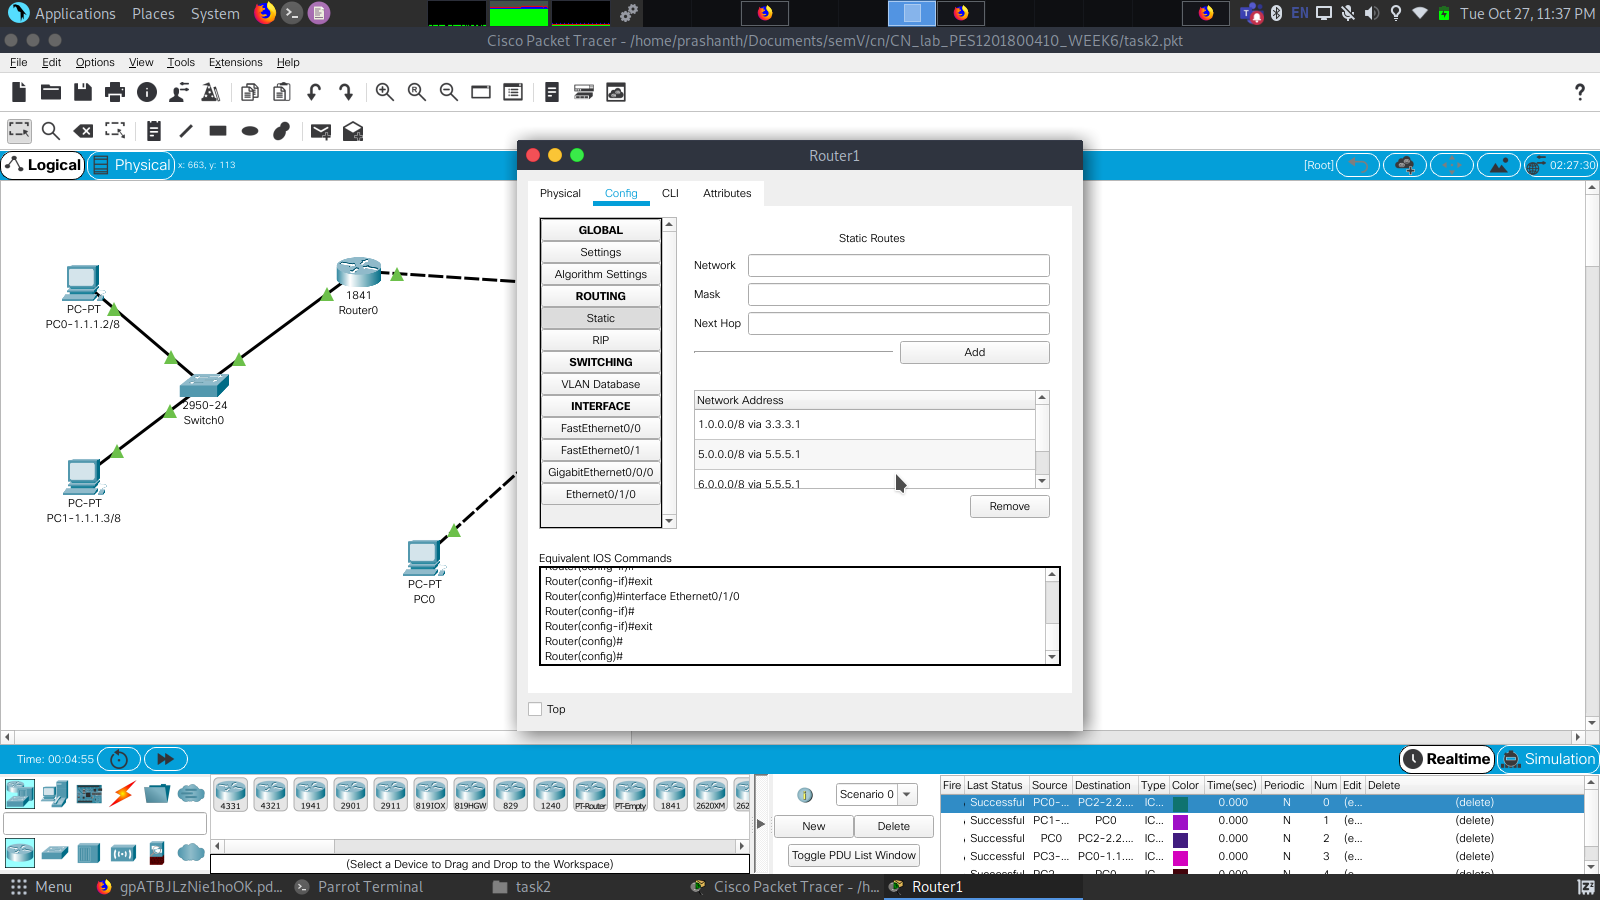 Applications Places System EN Tue Oct 27, 11:37 PM
Cisco Packet Tracer - /home/prashanth/Documents/semV/cn/CN_lab_PES1201800410_WEEK6/task2.pkt
File Edit Options View Tools Extensions Help
?
Logical Physical x: 663, y: 113 [Root] 02:27:30
PC-PT
PC0-1.1.1.2/8
1841
Router0
2950-24
Switch0
PC-PT
PC1-1.1.1.3/8
PC-PT
PC0
Router1
Physical Config CLI Attributes
GLOBAL
Settings
Algorithm Settings
ROUTING
Static
RIP
SWITCHING
VLAN Database
INTERFACE
FastEthernet0/0
FastEthernet0/1
GigabitEthernet0/0/0
Ethernet0/1/0
Static Routes
Network
Mask
Next Hop
Add
Network Address
1.0.0.0/8 via 3.3.3.1
5.0.0.0/8 via 5.5.5.1
6.0.0.0/8 via 5.5.5.1
Remove
Equivalent IOS Commands
Router(config-if)#
Router(config-if)#exit
Router(config)#interface Ethernet0/1/0
Router(config-if)#
Router(config-if)#exit
Router(config)#
Router(config)#
Top
Time: 00:04:55 Realtime Simulation
4331 4321 1941 2901 2911 819IOX 819HGW 829 1240 PT-Router PT-Empty 1841 2620XM 262
(Select a Device to Drag and Drop to the Workspace)
Scenario 0
New Delete
Toggle PDU List Window
Fire Last Status Source Destination Type Color Time(sec) Periodic Num Edit Delete
Successful PC0-... PC2-2.2.... IC... 0.000 N 0 (e... (delete)
Successful PC1-... PC0 IC... 0.000 N 1 (e... (delete)
Successful PC0 PC2-2.2.... IC... 0.000 N 2 (e... (delete)
Successful PC3-... PC0-1.1.... IC... 0.000 N 3 (e... (delete)
Menu gpATBJLzNie1hoOK.pd... Parrot Terminal task2 Cisco Packet Tracer - /h... Router1